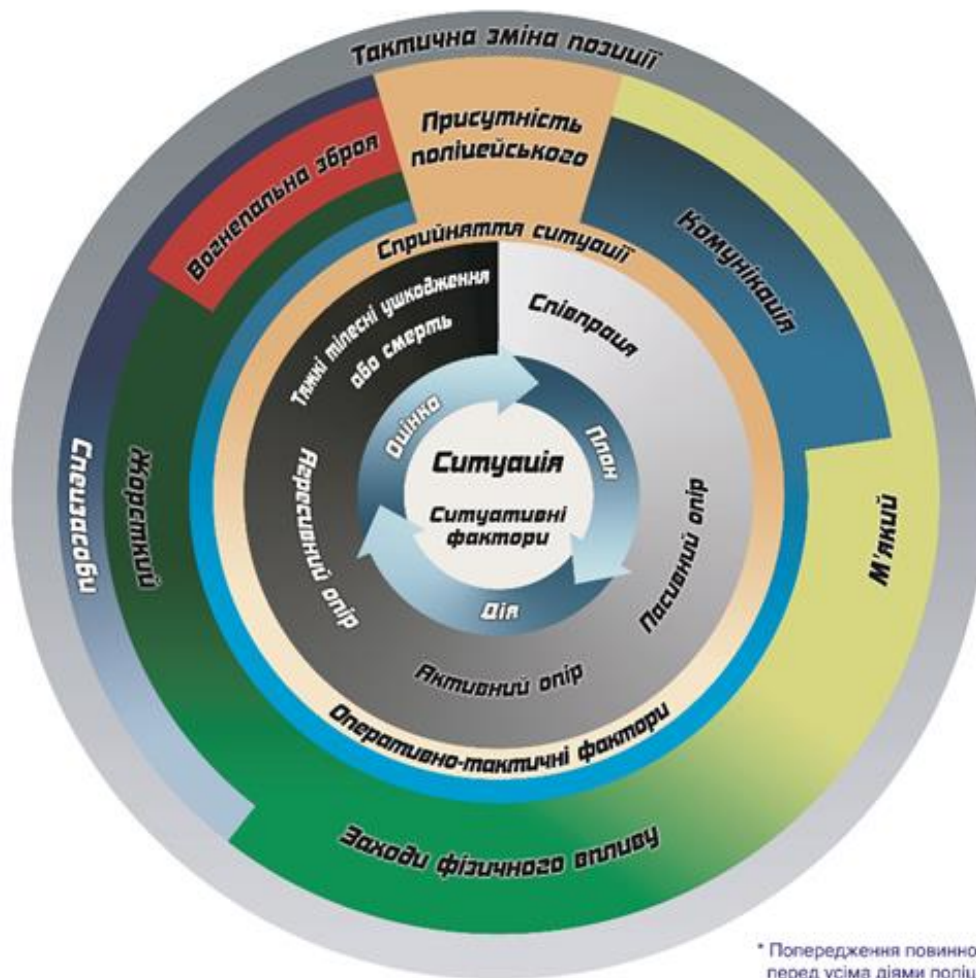 Тактична зміна позиції
Присутність
поліцейського
Вогнепальна зброя
Комунікація
Сприйняття ситуації
Тяжкі тілесні ушкодження
або смерть
Співпраця
Оцінка
План
Ситуація
Ситуативні
фактори
Дія
Спецзасоби
Жорсткий
Агресивний опір
Пасивний опір
М'який
Активний опір
Оперативно-тактичні фактори
Заходи фізичного впливу
* Попередження повинно
перед усіма діями